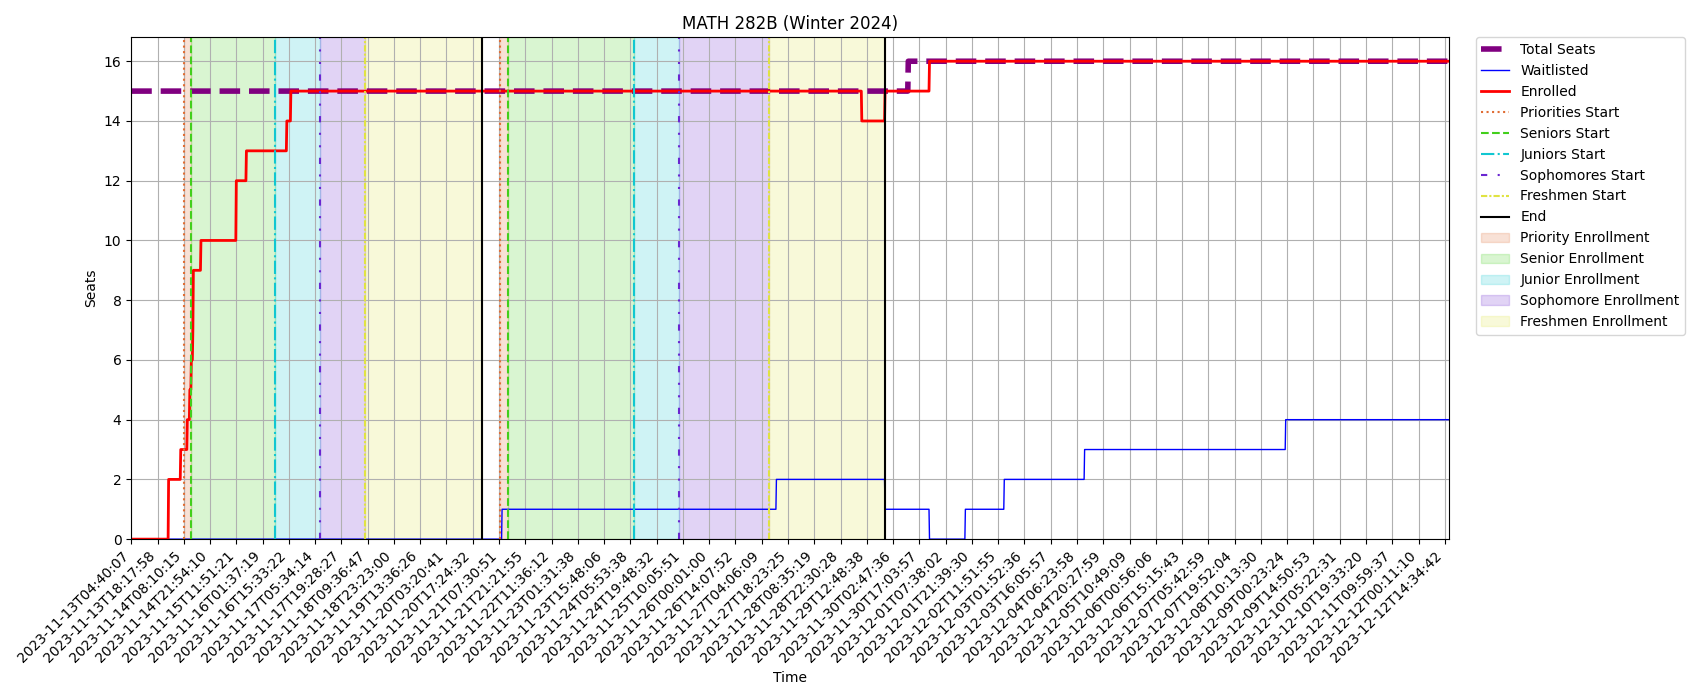 MATH 282B (Winter 2024)
Seats
16
14
12
10
8
6
4
2
0
2023-11-13T04:40:07
2023-11-13T18:17:58
2023-11-14T08:10:15
2023-11-14T21:54:10
2023-11-15T11:51:21
2023-11-16T01:37:19
2023-11-16T15:33:22
2023-11-17T05:34:14
2023-11-17T19:28:27
2023-11-18T09:36:47
2023-11-18T23:23:00
2023-11-19T13:36:26
2023-11-20T03:20:41
2023-11-20T17:24:32
2023-11-21T07:30:51
2023-11-21T21:21:55
2023-11-22T11:36:12
2023-11-23T01:31:38
2023-11-23T15:48:06
2023-11-24T05:53:38
2023-11-24T19:48:32
2023-11-25T10:05:51
2023-11-26T00:01:00
2023-11-26T14:07:52
2023-11-27T04:06:09
2023-11-27T18:23:25
2023-11-28T08:35:19
2023-11-28T22:30:28
2023-11-29T12:48:38
2023-11-30T02:47:36
2023-11-30T17:03:57
2023-12-01T07:38:02
2023-12-01T21:39:30
2023-12-02T11:51:55
2023-12-03T01:52:36
2023-12-03T16:05:57
2023-12-04T06:23:58
2023-12-04T20:27:59
2023-12-05T10:49:09
2023-12-06T00:56:06
2023-12-06T15:15:43
2023-12-07T05:42:59
2023-12-07T19:52:04
2023-12-08T10:13:30
2023-12-09T00:23:24
2023-12-09T14:50:53
2023-12-10T05:22:31
2023-12-10T19:33:20
2023-12-11T09:59:37
2023-12-12T00:11:10
2023-12-12T14:34:42
Time
Total Seats
Waitlisted
Enrolled
Priorities Start
Seniors Start
Juniors Start
Sophomores Start
Freshmen Start
End
Priority Enrollment
Senior Enrollment
Junior Enrollment
Sophomore Enrollment
Freshmen Enrollment